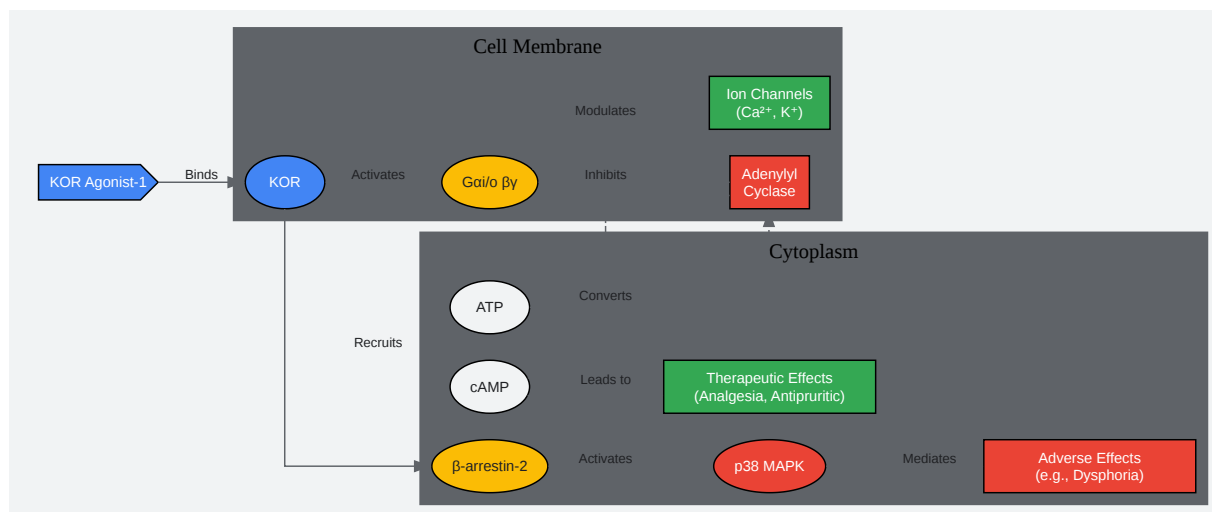 Cell Membrane
Ion Channels
(Ca²⁺, K⁺)
Modulates
KOR Agonist-1
Binds
KOR
Activates
Gαi/o βγ
Inhibits
Adenylyl
Cyclase
Cytoplasm
ATP
Converts
Recruits
cAMP
Leads to
Therapeutic Effects
(Analgesia, Antipruritic)
β-arrestin-2
Activates
p38 MAPK
Mediates
Adverse Effects
(e.g., Dysphoria)